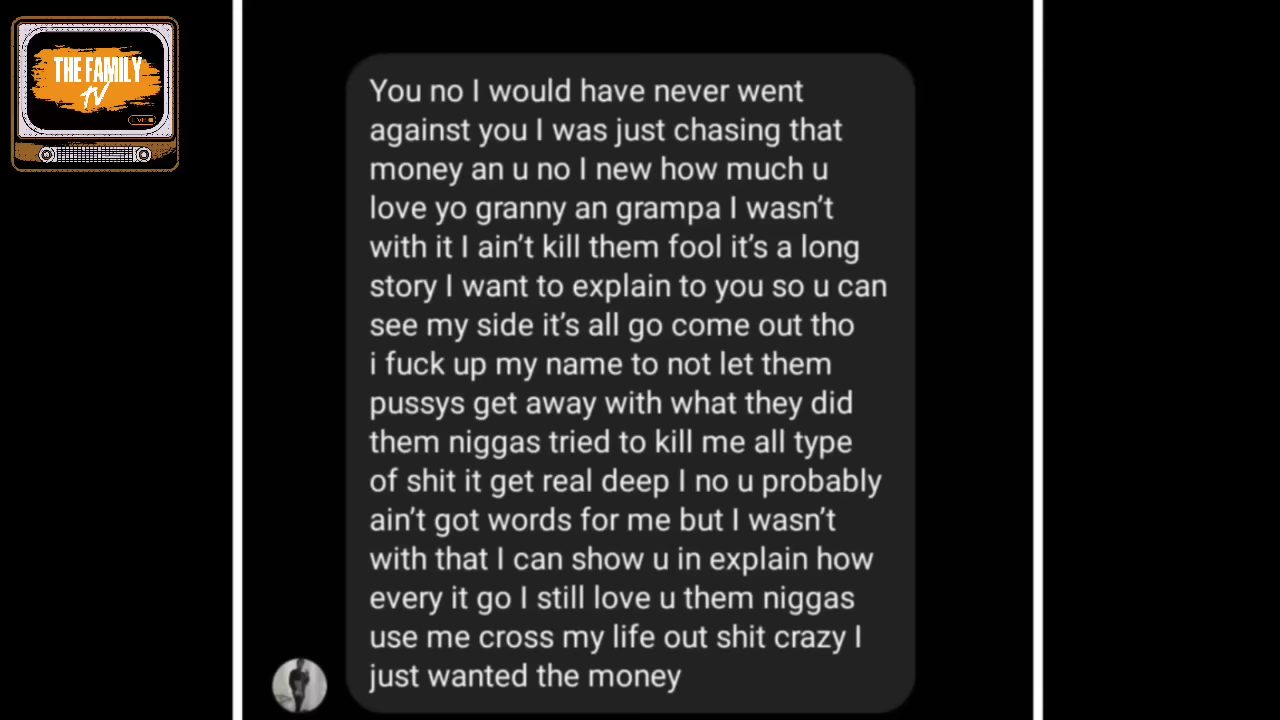 THE FAMILY
TV
LIVE
You no I would have never went
against you I was just chasing that
money an u no I new how much u
love yo granny an grampa I wasn't
with it I ain't kill them fool it's a long
story I want to explain to you so u can
see my side it's all go come out tho
i fuck up my name to not let them
pussys get away with what they did
them niggas tried to kill me all type
of shit it get real deep I no u probably
ain't got words for me but I wasn't
with that I can show u in explain how
every it go I still love u them niggas
use me cross my life out shit crazy I
just wanted the money